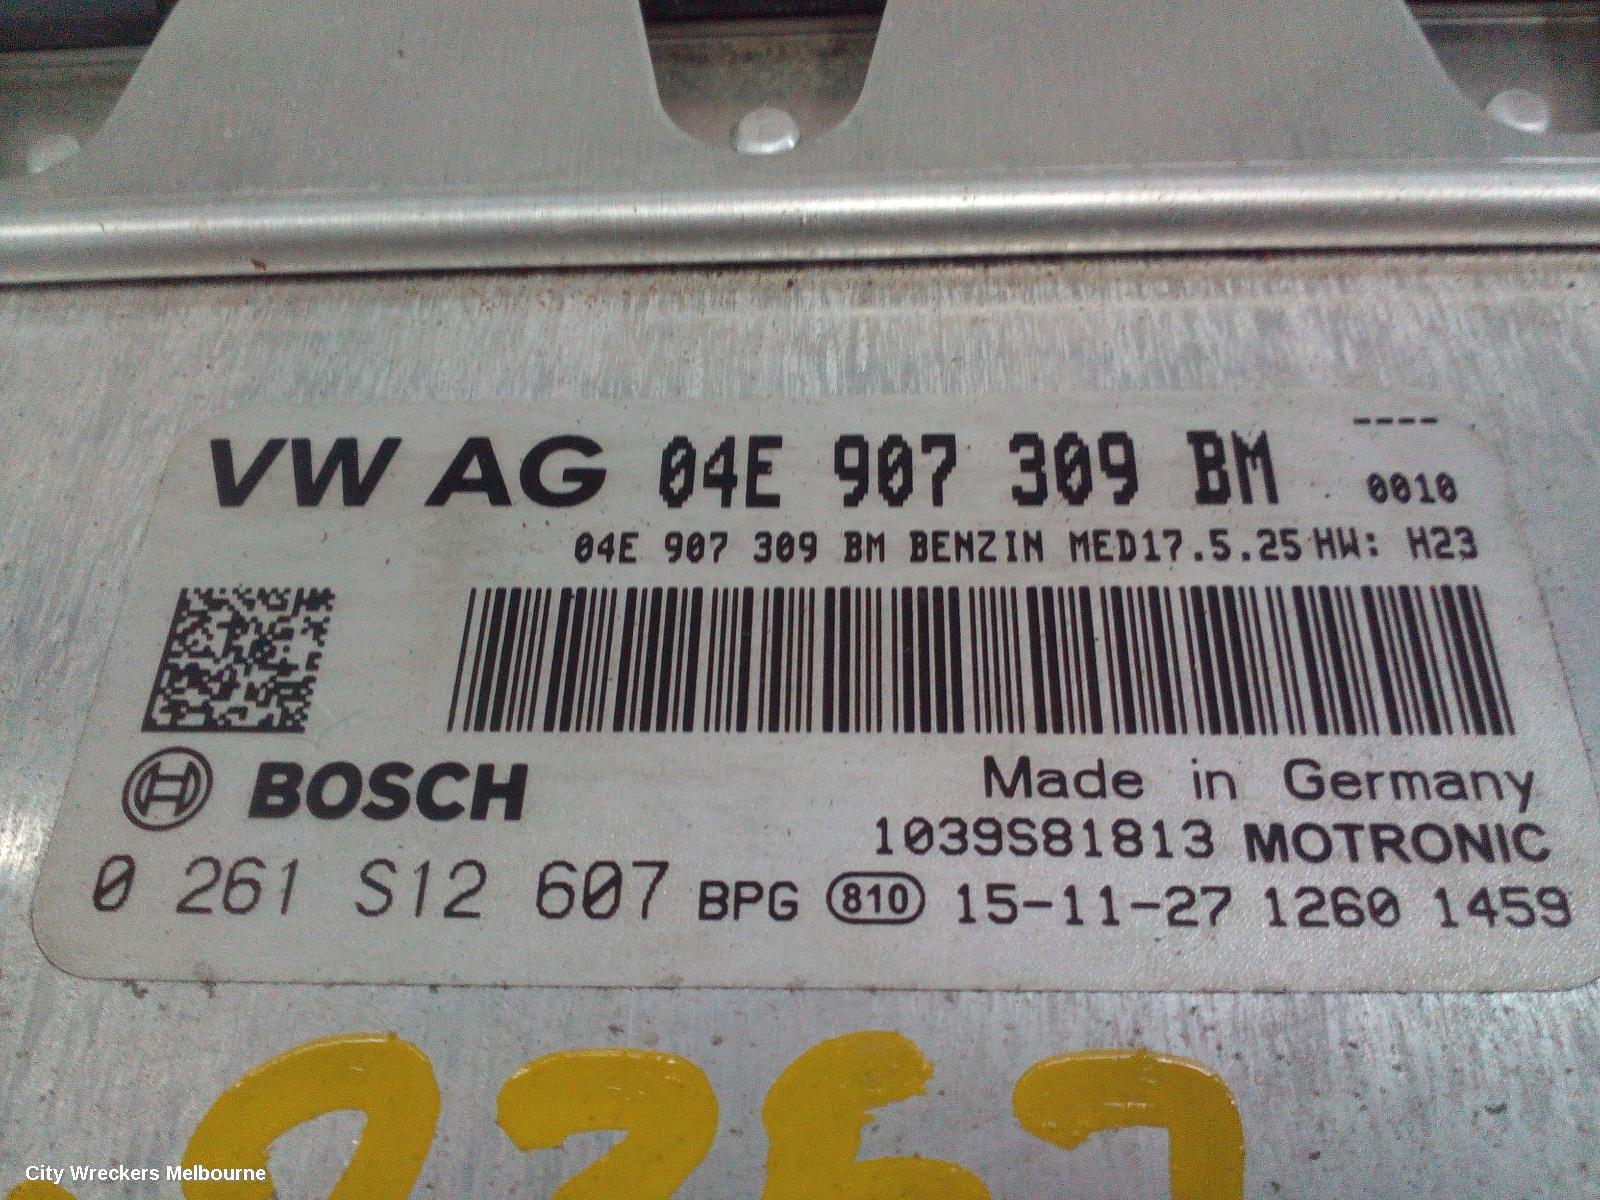 VW AG 04E 907 309 BM ----
0010
04E 907 309 BM BENZIN MED17.5.25 HW: H23
BOSCH
Made in Germany
1039S81813 MOTRONIC
0 261 S12 607 BPG 810 15-11-27 1260 1459
City Wreckers Melbourne